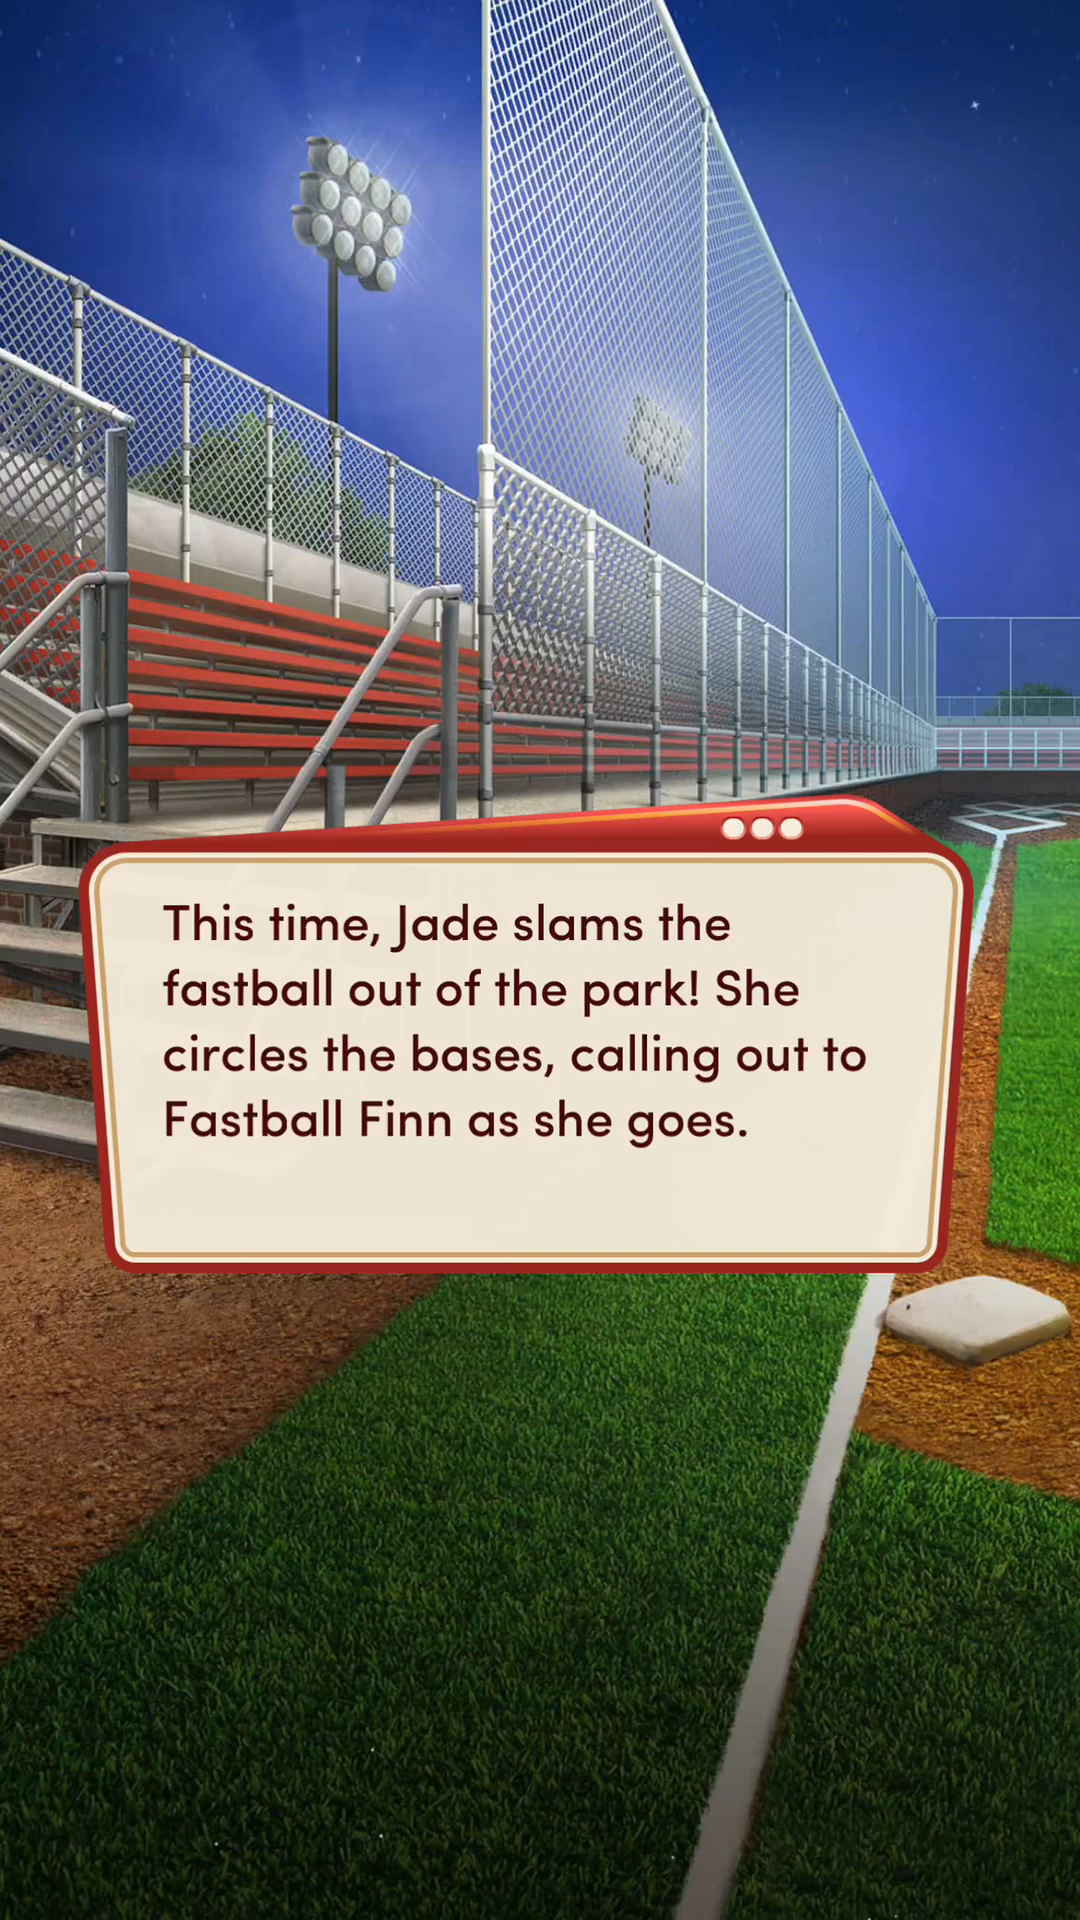 This time, Jade slams the
fastball out of the park! She
circles the bases, calling out to
Fastball Finn as she goes.